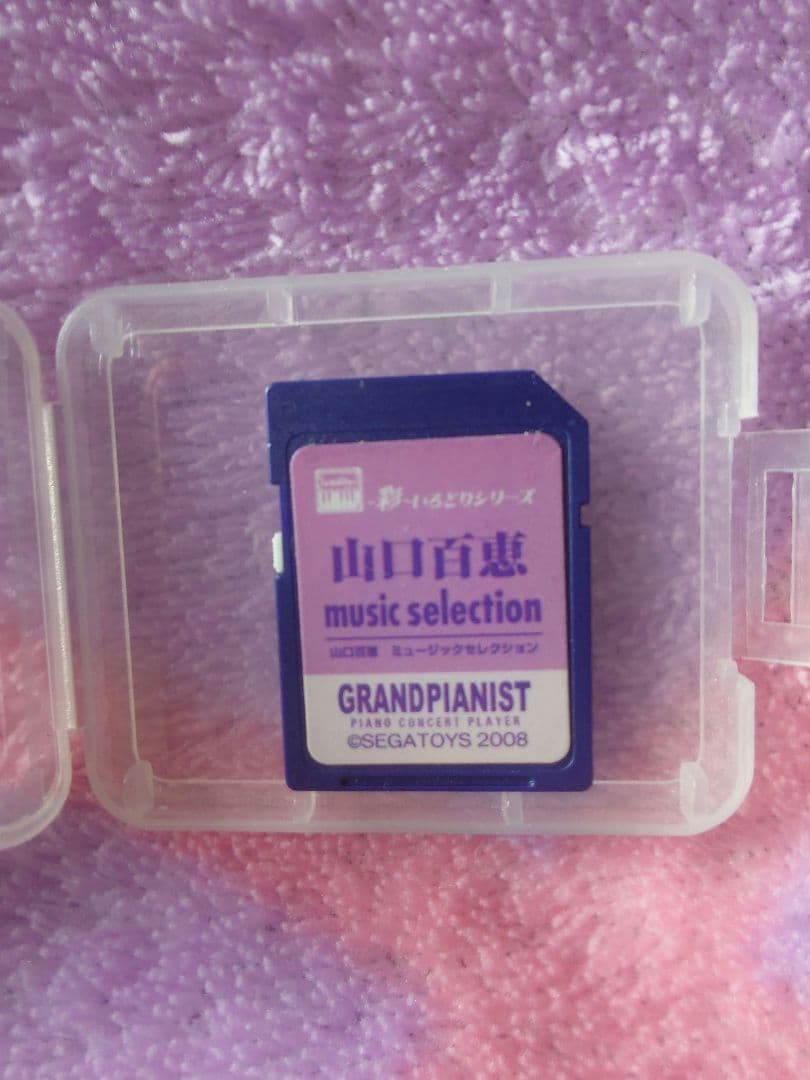 ~彩~いろどりシリーズ
山口百恵
music selection
山口百恵 ミュージックセレクション
GRANDPIANIST
PIANO CONCERT PLAYER
©SEGATOYS 2008